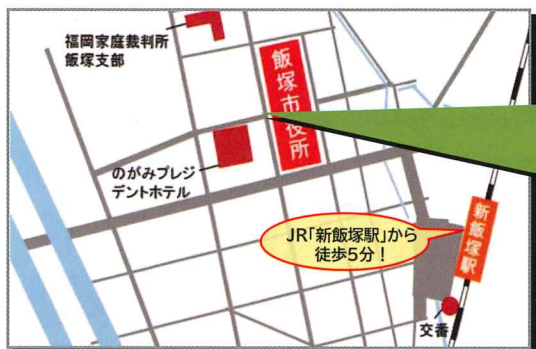 福岡家庭裁判所
飯塚支部
飯塚市役所
のがみプレジ
デントホテル
JR「新飯塚駅」から
徒歩5分！
新飯塚駅
交番